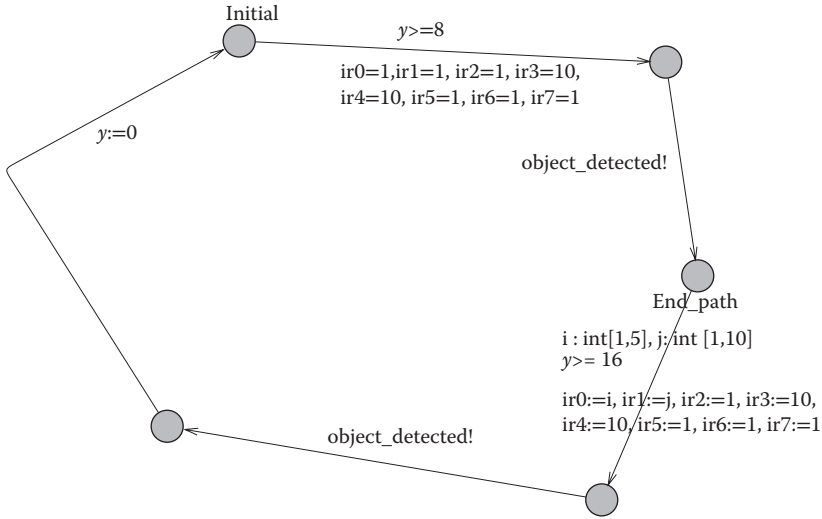 Initial
y>=8
ir0=1,ir1=1, ir2=1, ir3=10,
ir4=10, ir5=1, ir6=1, ir7=1
y:=0
object_detected!
End_path
i : int[1,5], j: int [1,10]
y>= 16
ir0:=i, ir1:=j, ir2:=1, ir3:=10,
ir4:=10, ir5:=1, ir6:=1, ir7:=1
object_detected!